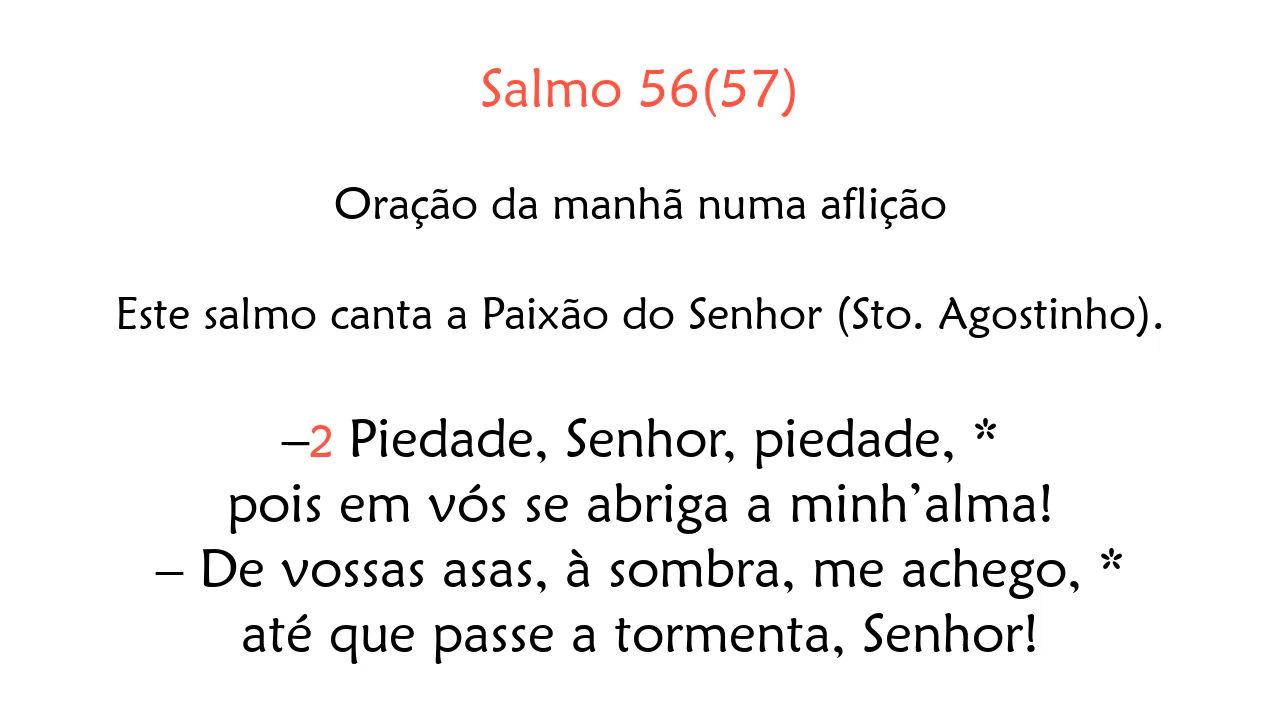 Salmo 56(57)
Oração da manhã numa aflição
Este salmo canta a Paixão do Senhor (Sto. Agostinho).
–2 Piedade, Senhor, piedade, *
pois em vós se abriga a minh’alma!
– De vossas asas, à sombra, me achego, *
até que passe a tormenta, Senhor!